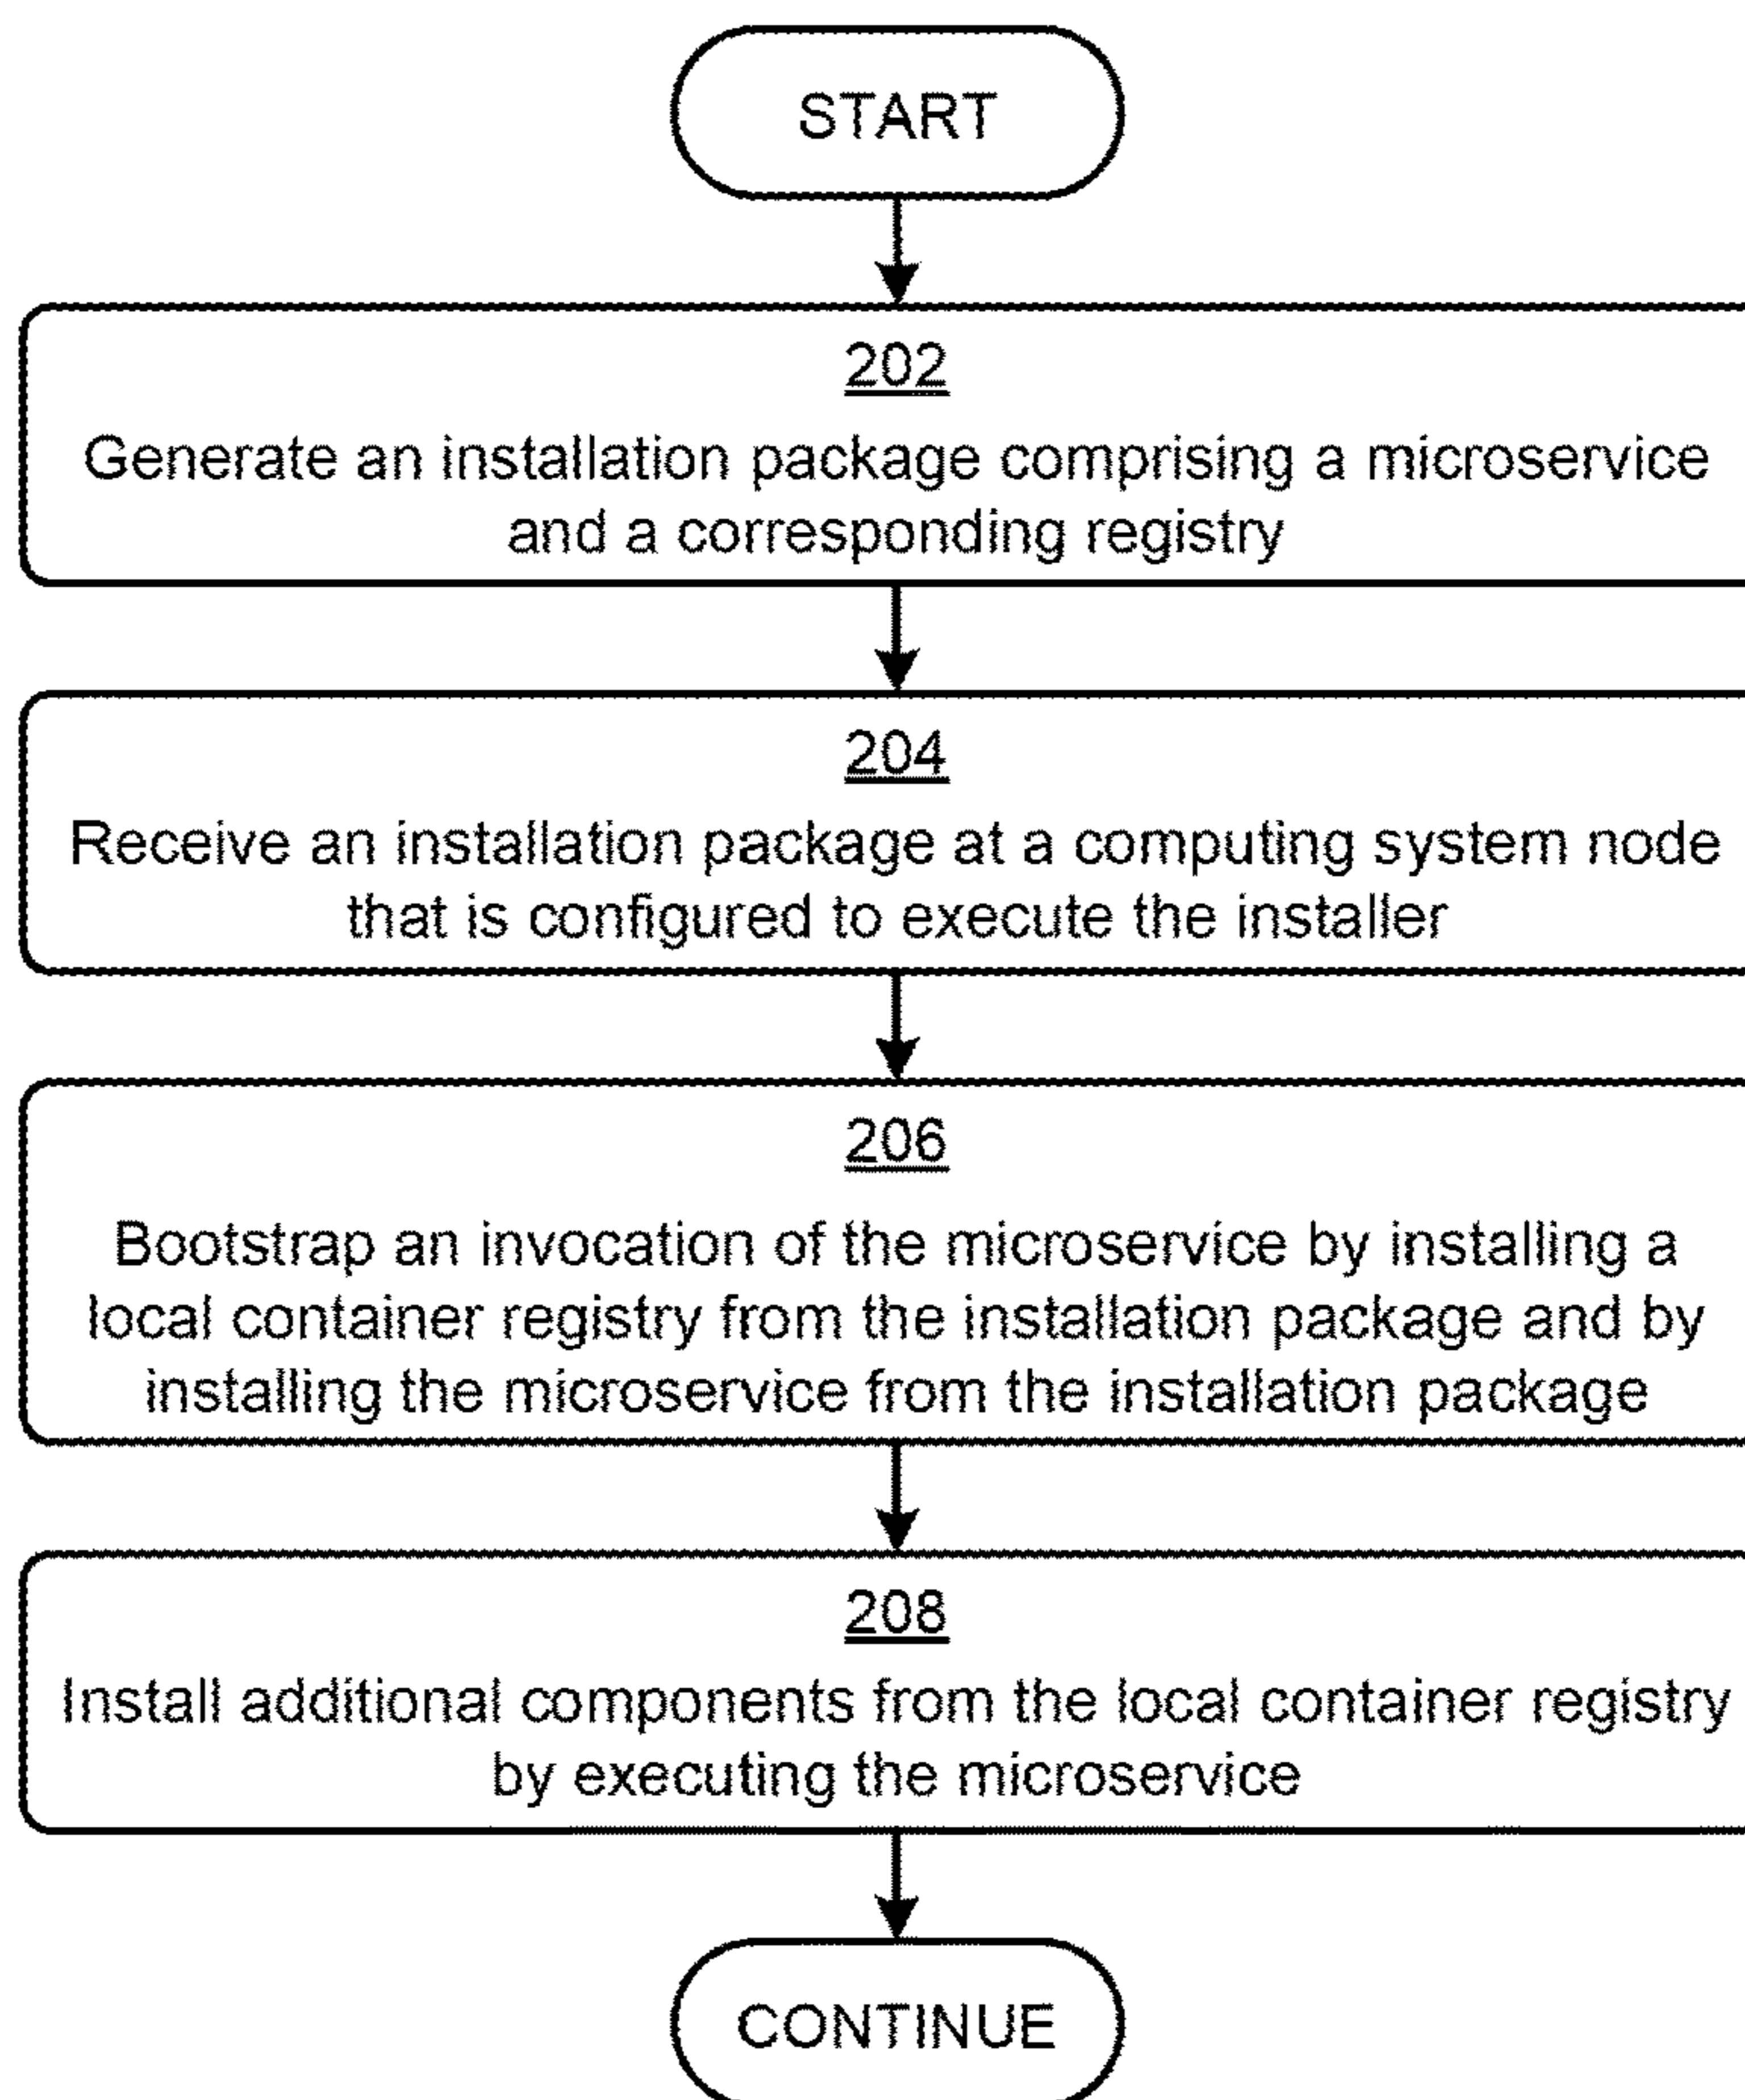 START
202
Generate an installation package comprising a microservice
and a corresponding registry
204
Receive an installation package at a computing system node
that is configured to execute the installer
206
Bootstrap an invocation of the microservice by installing a
local container registry from the installation package and by
installing the microservice from the installation package
208
Install additional components from the local container registry
by executing the microservice
CONTINUE